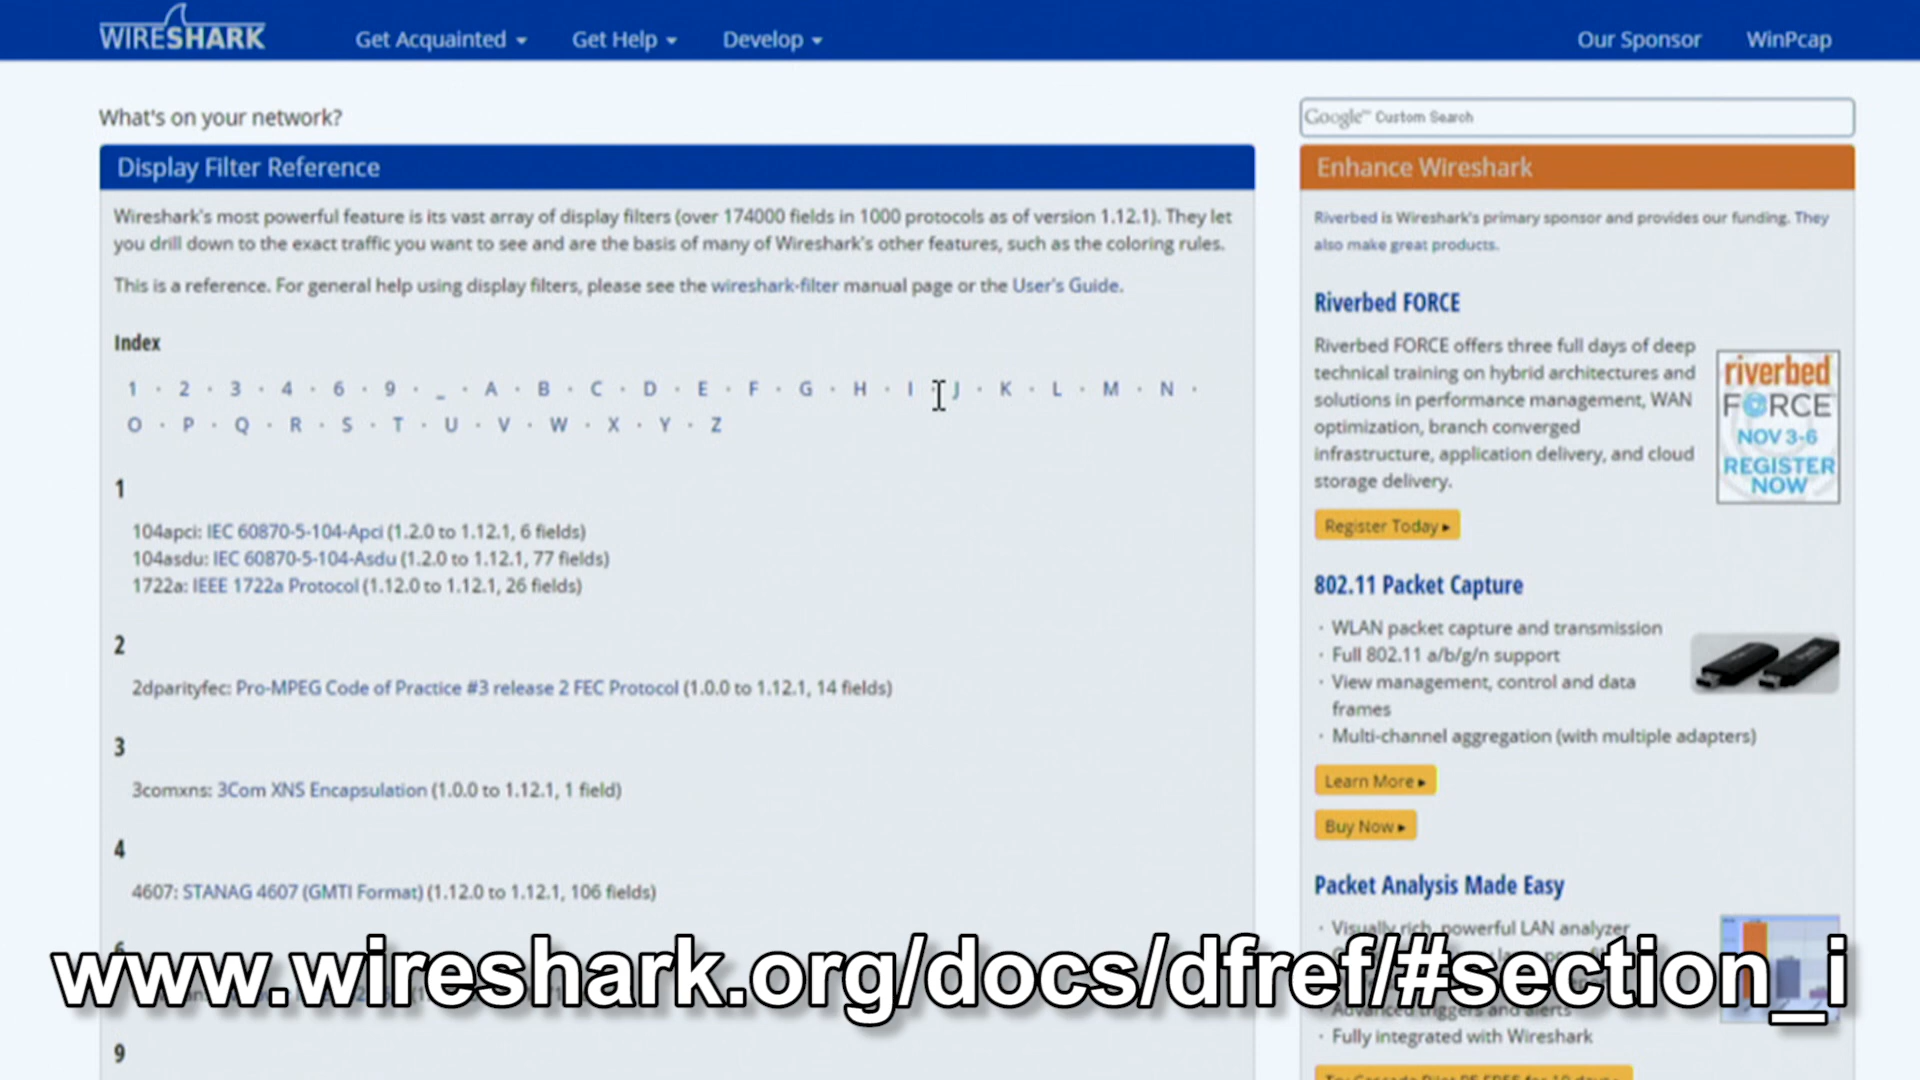 WIRESHARK
Get Acquainted
Get Help
Develop
Our Sponsor
WinPcap
What's on your network?
Google™ Custom Search
Display Filter Reference
Wireshark's most powerful feature is its vast array of display filters (over 174000 fields in 1000 protocols as of version 1.12.1). They let
you drill down to the exact traffic you want to see and are the basis of many of Wireshark's other features, such as the coloring rules.
This is a reference. For general help using display filters, please see the wireshark-filter manual page or the User's Guide.
Index
1 · 2 · 3 · 4 · 6 · 9 · _ · A · B · C · D · E · F · G · H · I · J · K · L · M · N ·
O · P · Q · R · S · T · U · V · W · X · Y · Z
1
104apci: IEC 60870-5-104-Apci (1.2.0 to 1.12.1, 6 fields)
104asdu: IEC 60870-5-104-Asdu (1.2.0 to 1.12.1, 77 fields)
1722a: IEEE 1722a Protocol (1.12.0 to 1.12.1, 26 fields)
2
2dparityfec: Pro-MPEG Code of Practice #3 release 2 FEC Protocol (1.0.0 to 1.12.1, 14 fields)
3
3comxns: 3Com XNS Encapsulation (1.0.0 to 1.12.1, 1 field)
4
4607: STANAG 4607 (GMTI Format) (1.12.0 to 1.12.1, 106 fields)
6
9
Enhance Wireshark
Riverbed is Wireshark's primary sponsor and provides our funding. They
also make great products.
Riverbed FORCE
Riverbed FORCE offers three full days of deep
technical training on hybrid architectures and
solutions in performance management, WAN
optimization, branch converged
infrastructure, application delivery, and cloud
storage delivery.
riverbed
FORCE
NOV 3-6
REGISTER
NOW
Register Today ▸
802.11 Packet Capture
· WLAN packet capture and transmission
· Full 802.11 a/b/g/n support
· View management, control and data
frames
· Multi-channel aggregation (with multiple adapters)
Learn More ▸
Buy Now ▸
Packet Analysis Made Easy
· Visually rich, powerful LAN analyzer
· Advanced triggers and alerts
· Fully integrated with Wireshark
www.wireshark.org/docs/dfref/#section_i